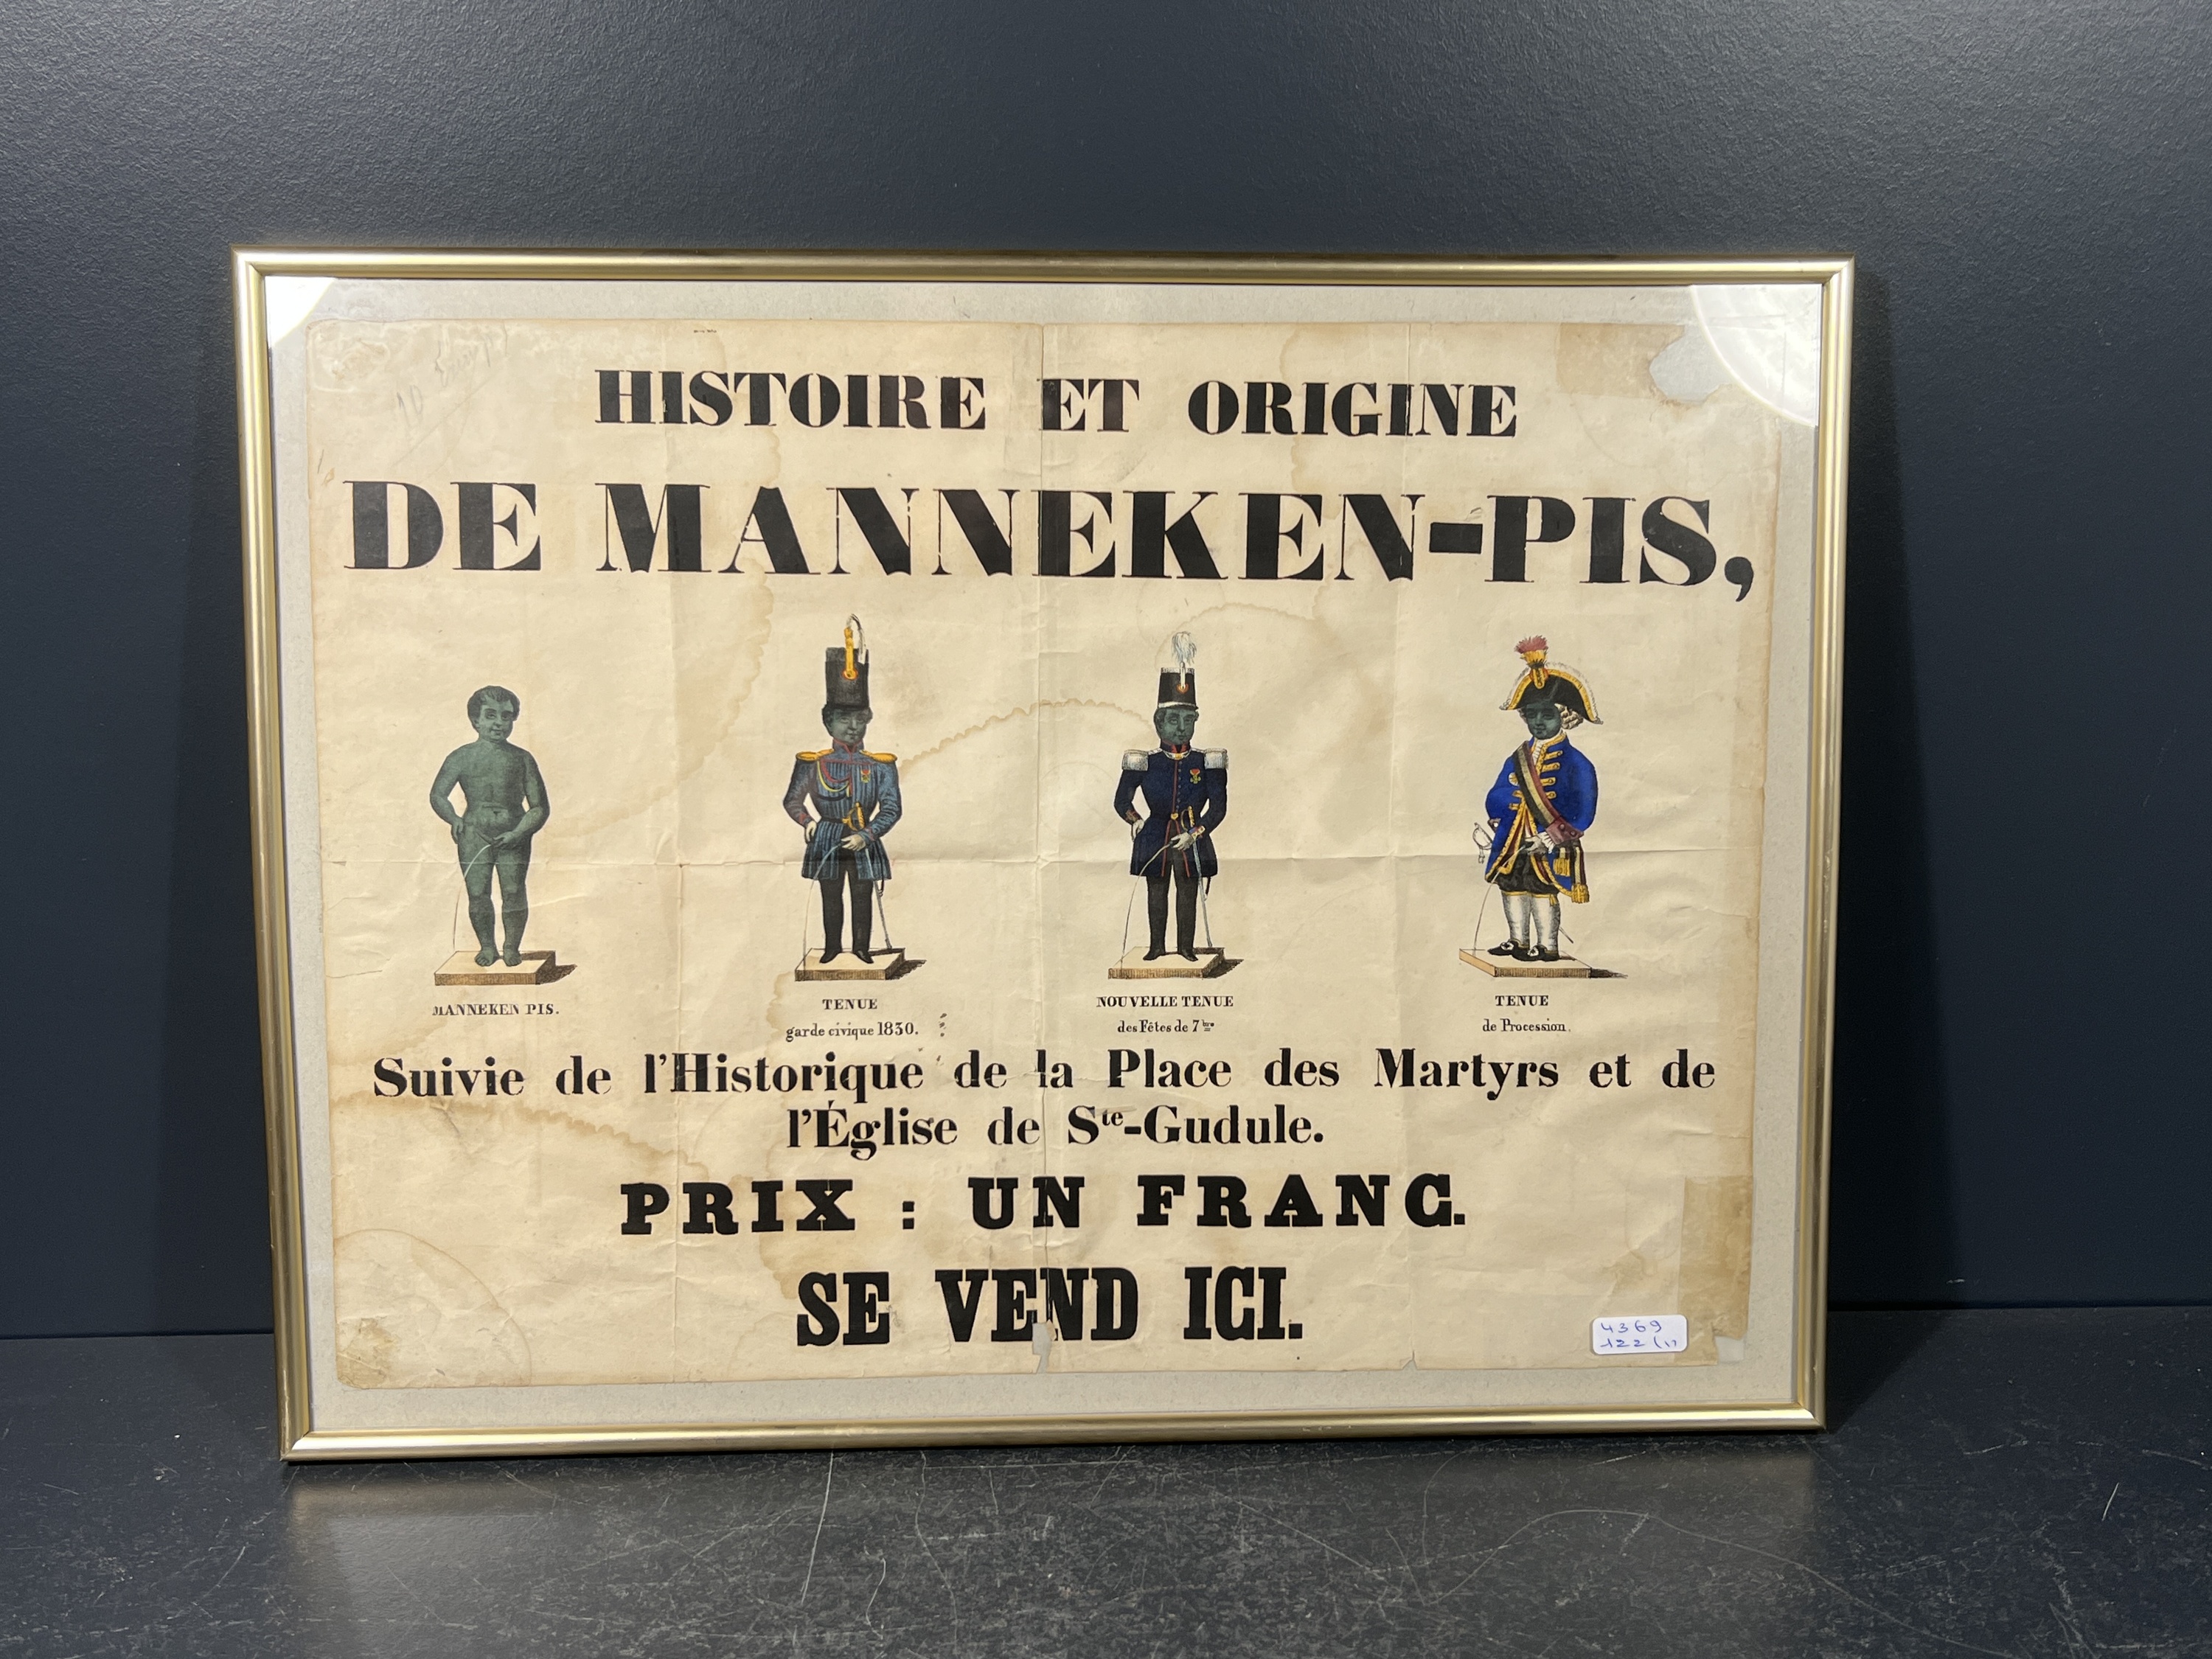 HISTOIRE ET ORIGINE
DE MANNEKEN-PIS,
MANNEKEN PIS.
TENUE
garde civique 1830.
NOUVELLE TENUE
des Fêtes de 7bre
TENUE
de Procession.
Suivie de l'Historique de la Place des Martyrs et de
l'Église de Ste-Gudule.
PRIX : UN FRANC.
SE VEND ICI.
4369
122 (1)